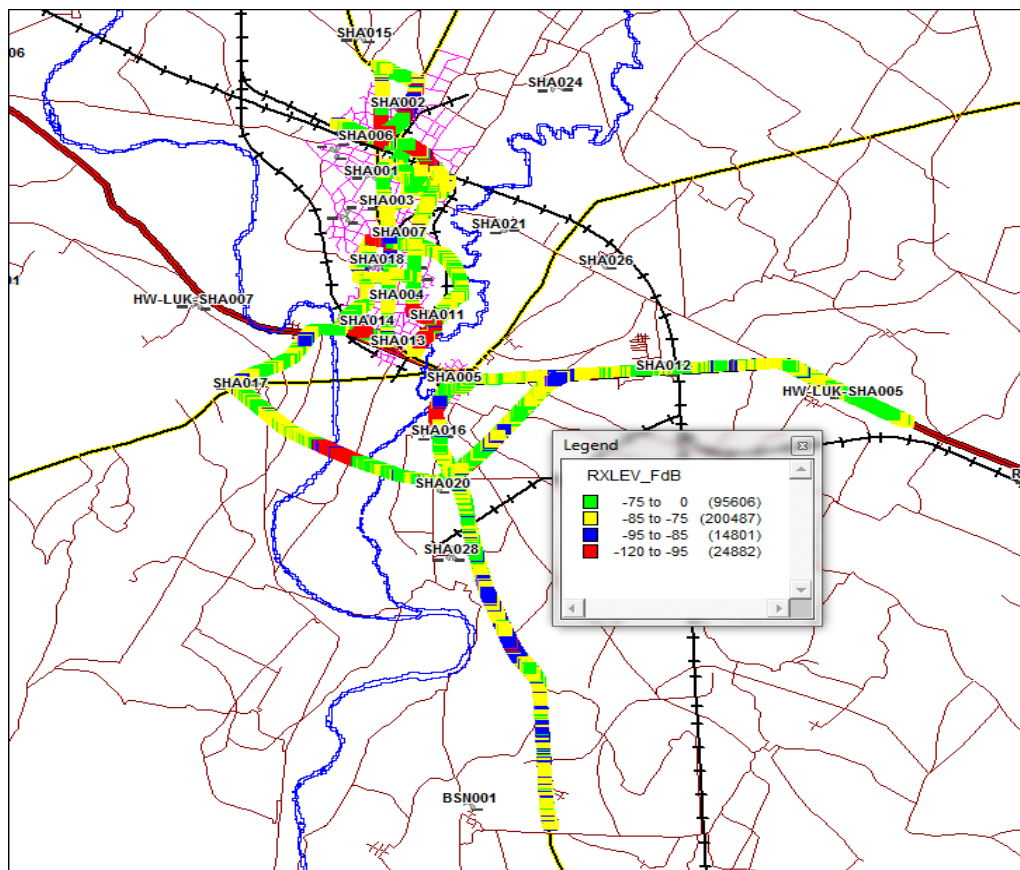 SHA015
06
SHA024
SHA002
SHA006
SHA001
SHA003
SHA021
SHA007
SHA018
SHA026
01
HW-LUK-SHA007
SHA004
SHA014
SHA011
SHA013
SHA005
SHA012
SHA017
HW-LUK-SHA005
SHA016
SHA020
SHA028
BSN001
Legend
RXLEV_FdB
-75 to 0 (95606)
-85 to -75 (200487)
-95 to -85 (14801)
-120 to -95 (24882)